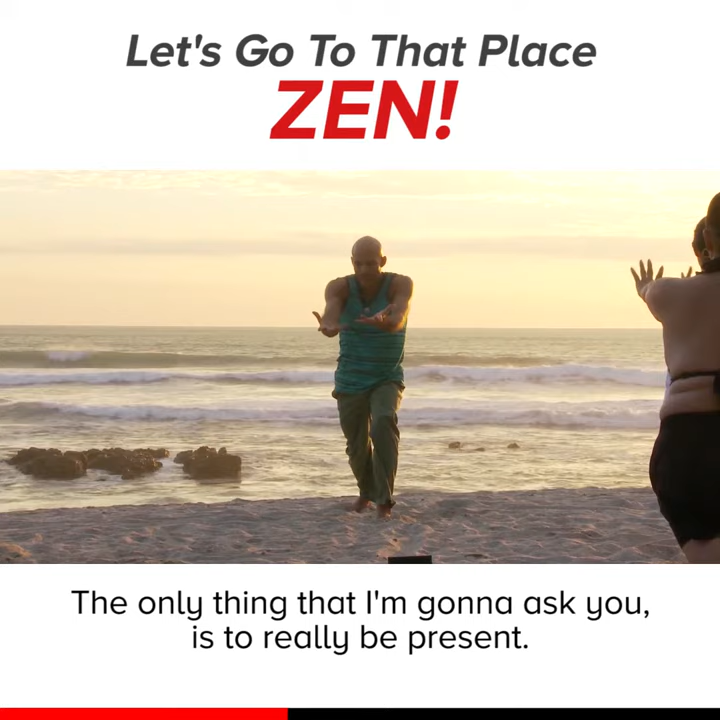 Let's Go To That Place
ZEN!
The only thing that I'm gonna ask you,
is to really be present.